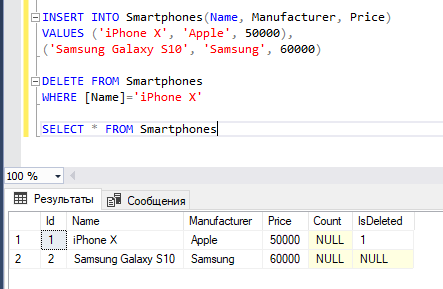 INSERT INTO Smartphones(Name, Manufacturer, Price)
VALUES ('iPhone X', 'Apple', 50000),
('Samsung Galaxy S10', 'Samsung', 60000)
DELETE FROM Smartphones
WHERE [Name]='iPhone X'
SELECT * FROM Smartphones
100 %
Результаты Сообщения
Id Name Manufacturer Price Count IsDeleted
1 1 iPhone X Apple 50000 NULL 1
2 2 Samsung Galaxy S10 Samsung 60000 NULL NULL